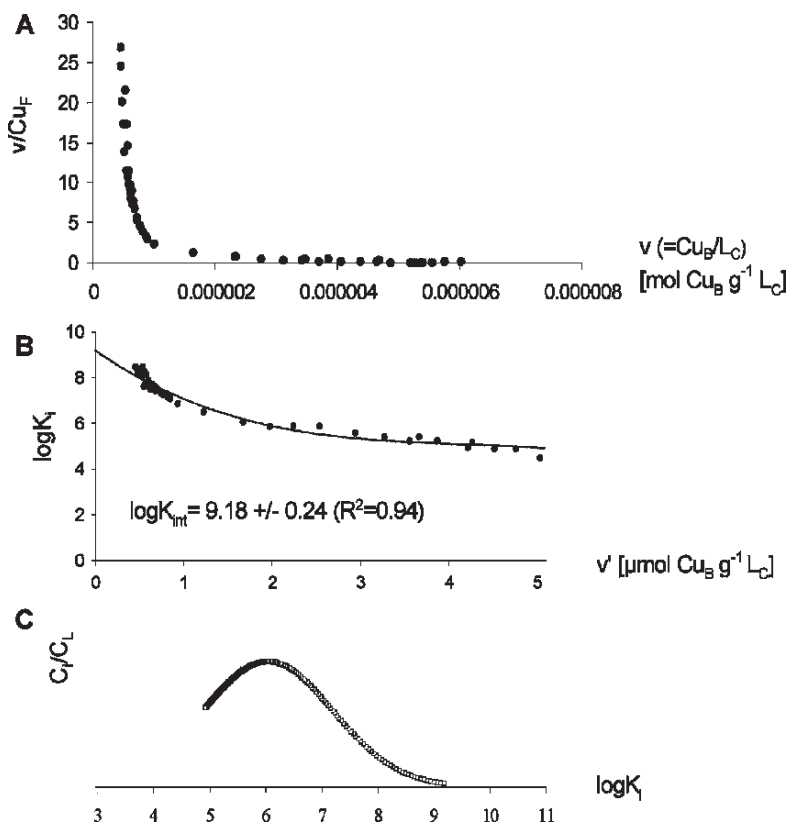 A
v/Cu_F
30
25
20
15
10
5
0
0 0.000002 0.000004 0.000006 0.000008
v (=Cu_B/L_C)
[mol Cu_B g⁻¹ L_C]
B
logK_i
10
8
6
4
2
0
logK_int= 9.18 +/- 0.24 (R²=0.94)
0 1 2 3 4 5
v' [µmol Cu_B g⁻¹ L_C]
C
C_i/C_L
3 4 5 6 7 8 9 10 11
logK_i